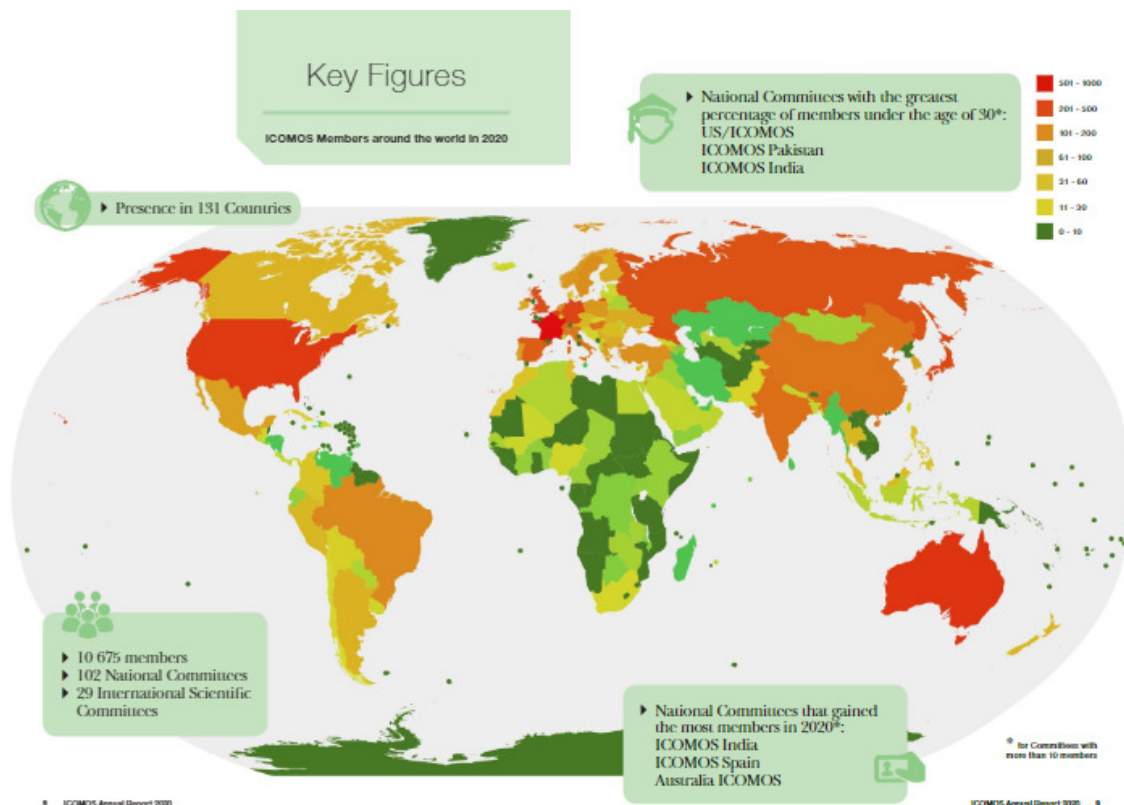 Key Figures
ICOMOS Members around the world in 2020
▸ National Committees with the greatest
percentage of members under the age of 30*:
US/ICOMOS
ICOMOS Pakistan
ICOMOS India
501 - 1000
201 - 500
101 - 200
61 - 100
31 - 60
11 - 30
0 - 10
▸ Presence in 131 Countries
▸ 10 675 members
▸ 102 National Committees
▸ 29 International Scientific
Committees
▸ National Committees that gained
the most members in 2020*:
ICOMOS India
ICOMOS Spain
Australia ICOMOS
* for Committees with
more than 10 members
8 ICOMOS Annual Report 2020
ICOMOS Annual Report 2020 9